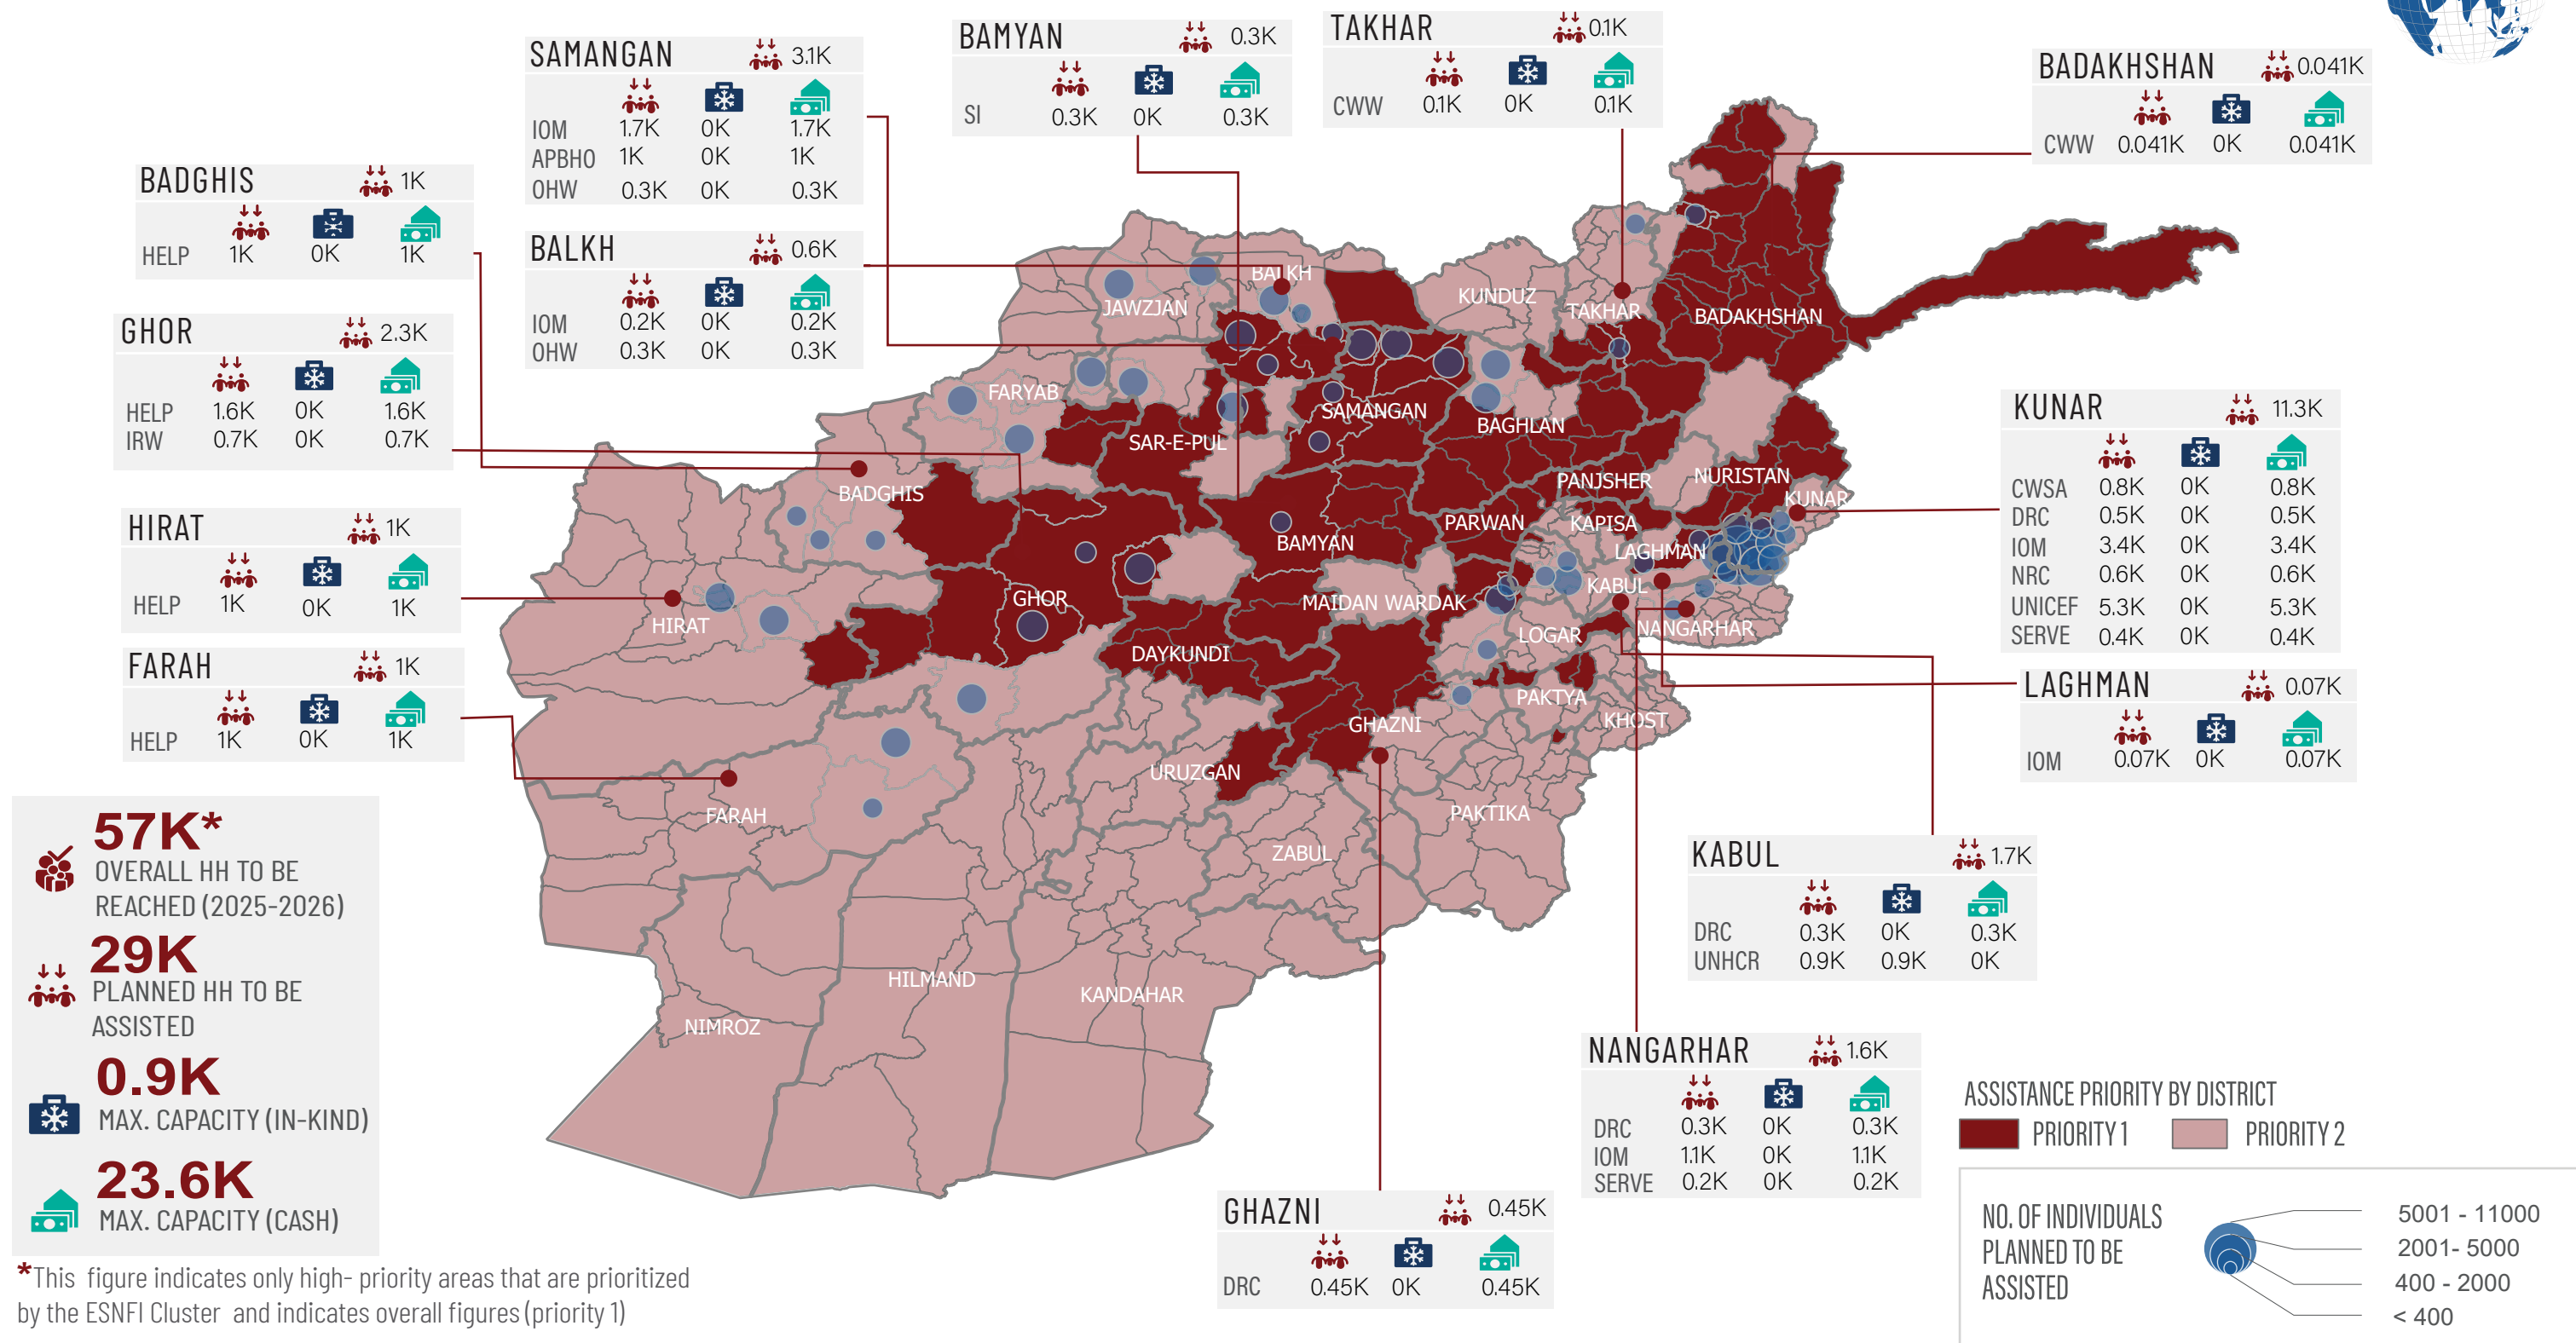 SAMANGAN 3.1K
IOM 1.7K 0K 1.7K
APBHO 1K 0K 1K
OHW 0.3K 0K 0.3K
BAMYAN 0.3K
SI 0.3K 0K 0.3K
TAKHAR 0.1K
CWW 0.1K 0K 0.1K
BADAKHSHAN 0.041K
CWW 0.041K 0K 0.041K
BADGHIS 1K
HELP 1K 0K 1K
BALKH 0.6K
IOM 0.2K 0K 0.2K
OHW 0.3K 0K 0.3K
GHOR 2.3K
HELP 1.6K 0K 1.6K
IRW 0.7K 0K 0.7K
HIRAT 1K
HELP 1K 0K 1K
FARAH 1K
HELP 1K 0K 1K
KUNAR 11.3K
CWSA 0.8K 0K 0.8K
DRC 0.5K 0K 0.5K
IOM 3.4K 0K 3.4K
NRC 0.6K 0K 0.6K
UNICEF 5.3K 0K 5.3K
SERVE 0.4K 0K 0.4K
LAGHMAN 0.07K
IOM 0.07K 0K 0.07K
KABUL 1.7K
DRC 0.3K 0K 0.3K
UNHCR 0.9K 0.9K 0K
NANGARHAR 1.6K
DRC 0.3K 0K 0.3K
IOM 1.1K 0K 1.1K
SERVE 0.2K 0K 0.2K
GHAZNI 0.45K
DRC 0.45K 0K 0.45K
BALKH
JAWZJAN
KUNDUZ
TAKHAR
BADAKHSHAN
FARYAB
SAMANGAN
BAGHLAN
SAR-E-PUL
PANJSHER
NURISTAN
KUNAR
BADGHIS
PARWAN
KAPISA
BAMYAN
LAGHMAN
KABUL
GHOR
MAIDAN WARDAK
HIRAT
LOGAR
NANGARHAR
DAYKUNDI
PAKTYA
GHAZNI
KHOST
URUZGAN
FARAH
PAKTIKA
ZABUL
HILMAND
KANDAHAR
NIMROZ
57K*
OVERALL HH TO BE
REACHED (2025-2026)
29K
PLANNED HH TO BE
ASSISTED
0.9K
MAX. CAPACITY (IN-KIND)
23.6K
MAX. CAPACITY (CASH)
*This figure indicates only high- priority areas that are prioritized
by the ESNFI Cluster and indicates overall figures (priority 1)
ASSISTANCE PRIORITY BY DISTRICT
PRIORITY 1 PRIORITY 2
NO. OF INDIVIDUALS
PLANNED TO BE
ASSISTED
5001 - 11000
2001- 5000
400 - 2000
< 400